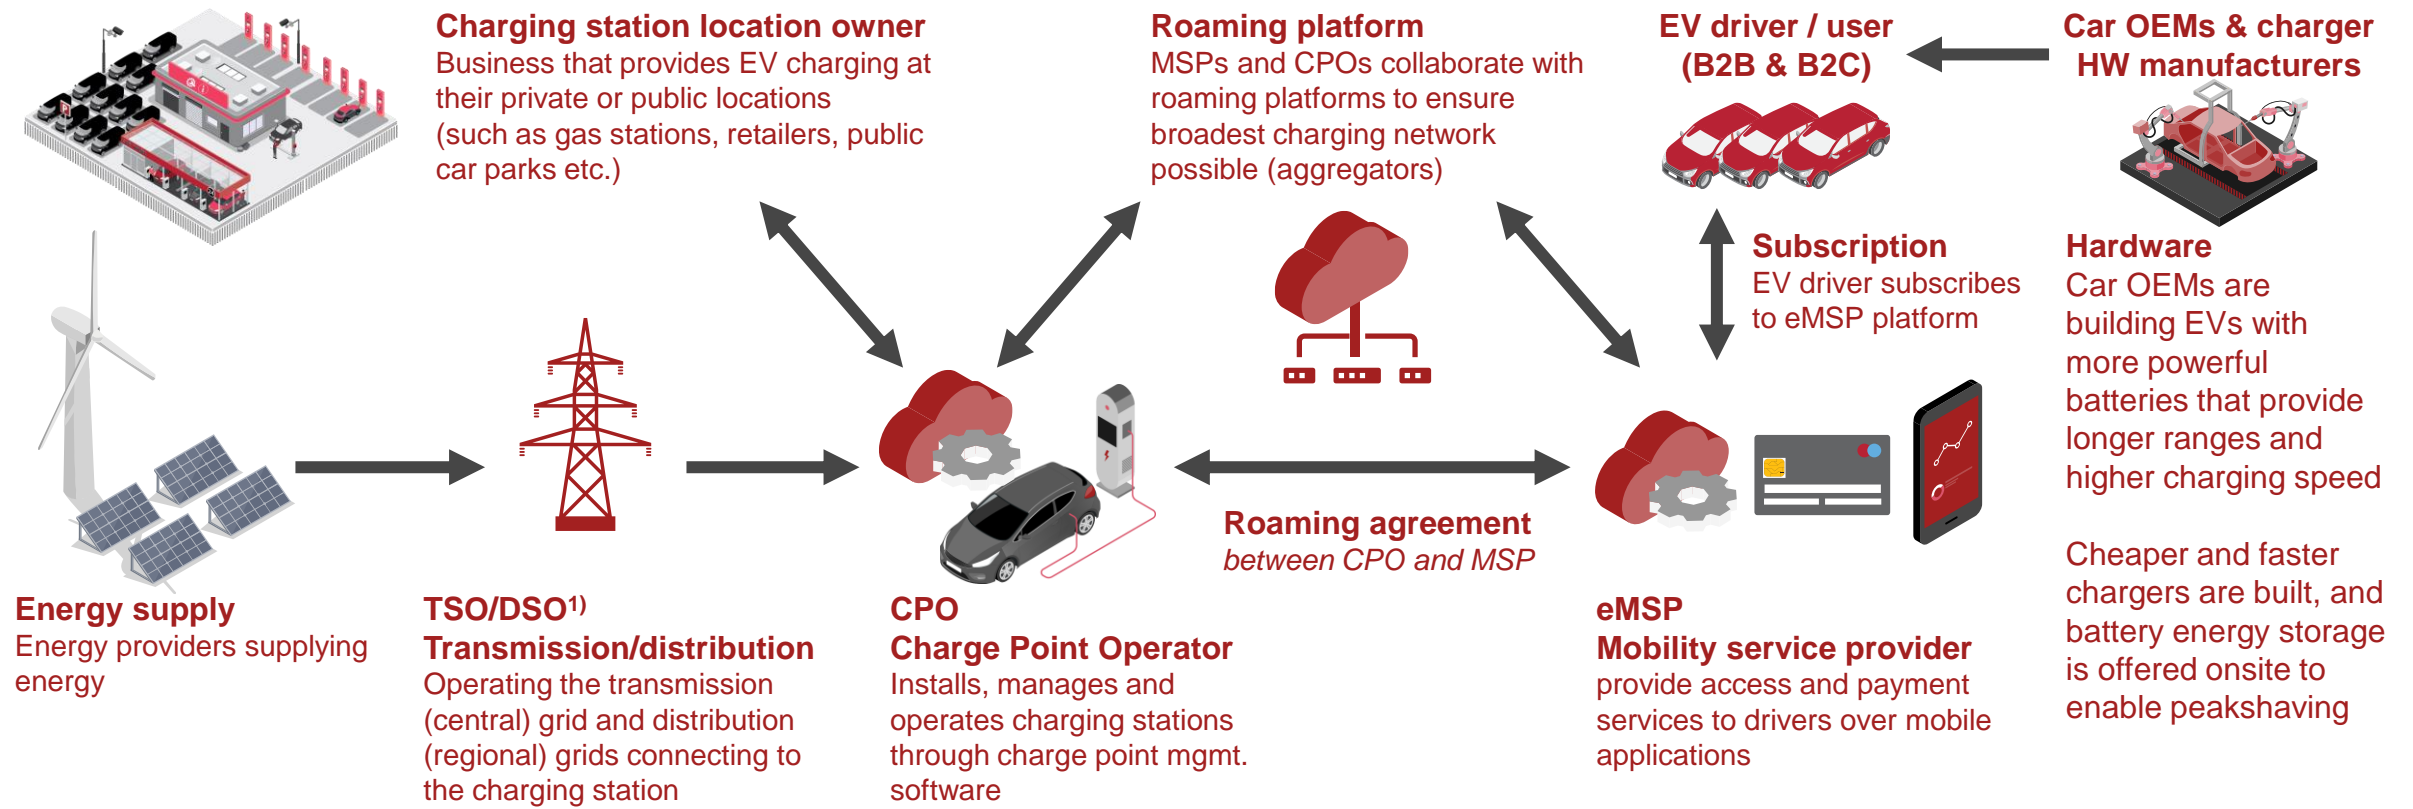 Charging station location owner
Business that provides EV charging at
their private or public locations
(such as gas stations, retailers, public
car parks etc.)
Roaming platform
MSPs and CPOs collaborate with
roaming platforms to ensure
broadest charging network
possible (aggregators)
EV driver / user
(B2B & B2C)
Car OEMs & charger
HW manufacturers
Subscription
EV driver subscribes
to eMSP platform
Hardware
Car OEMs are
building EVs with
more powerful
batteries that provide
longer ranges and
higher charging speed
Cheaper and faster
chargers are built, and
battery energy storage
is offered onsite to
enable peakshaving
Roaming agreement
between CPO and MSP
Energy supply
Energy providers supplying
energy
TSO/DSO1)
Transmission/distribution
Operating the transmission
(central) grid and distribution
(regional) grids connecting to
the charging station
CPO
Charge Point Operator
Installs, manages and
operates charging stations
through charge point mgmt.
software
eMSP
Mobility service provider
provide access and payment
services to drivers over mobile
applications